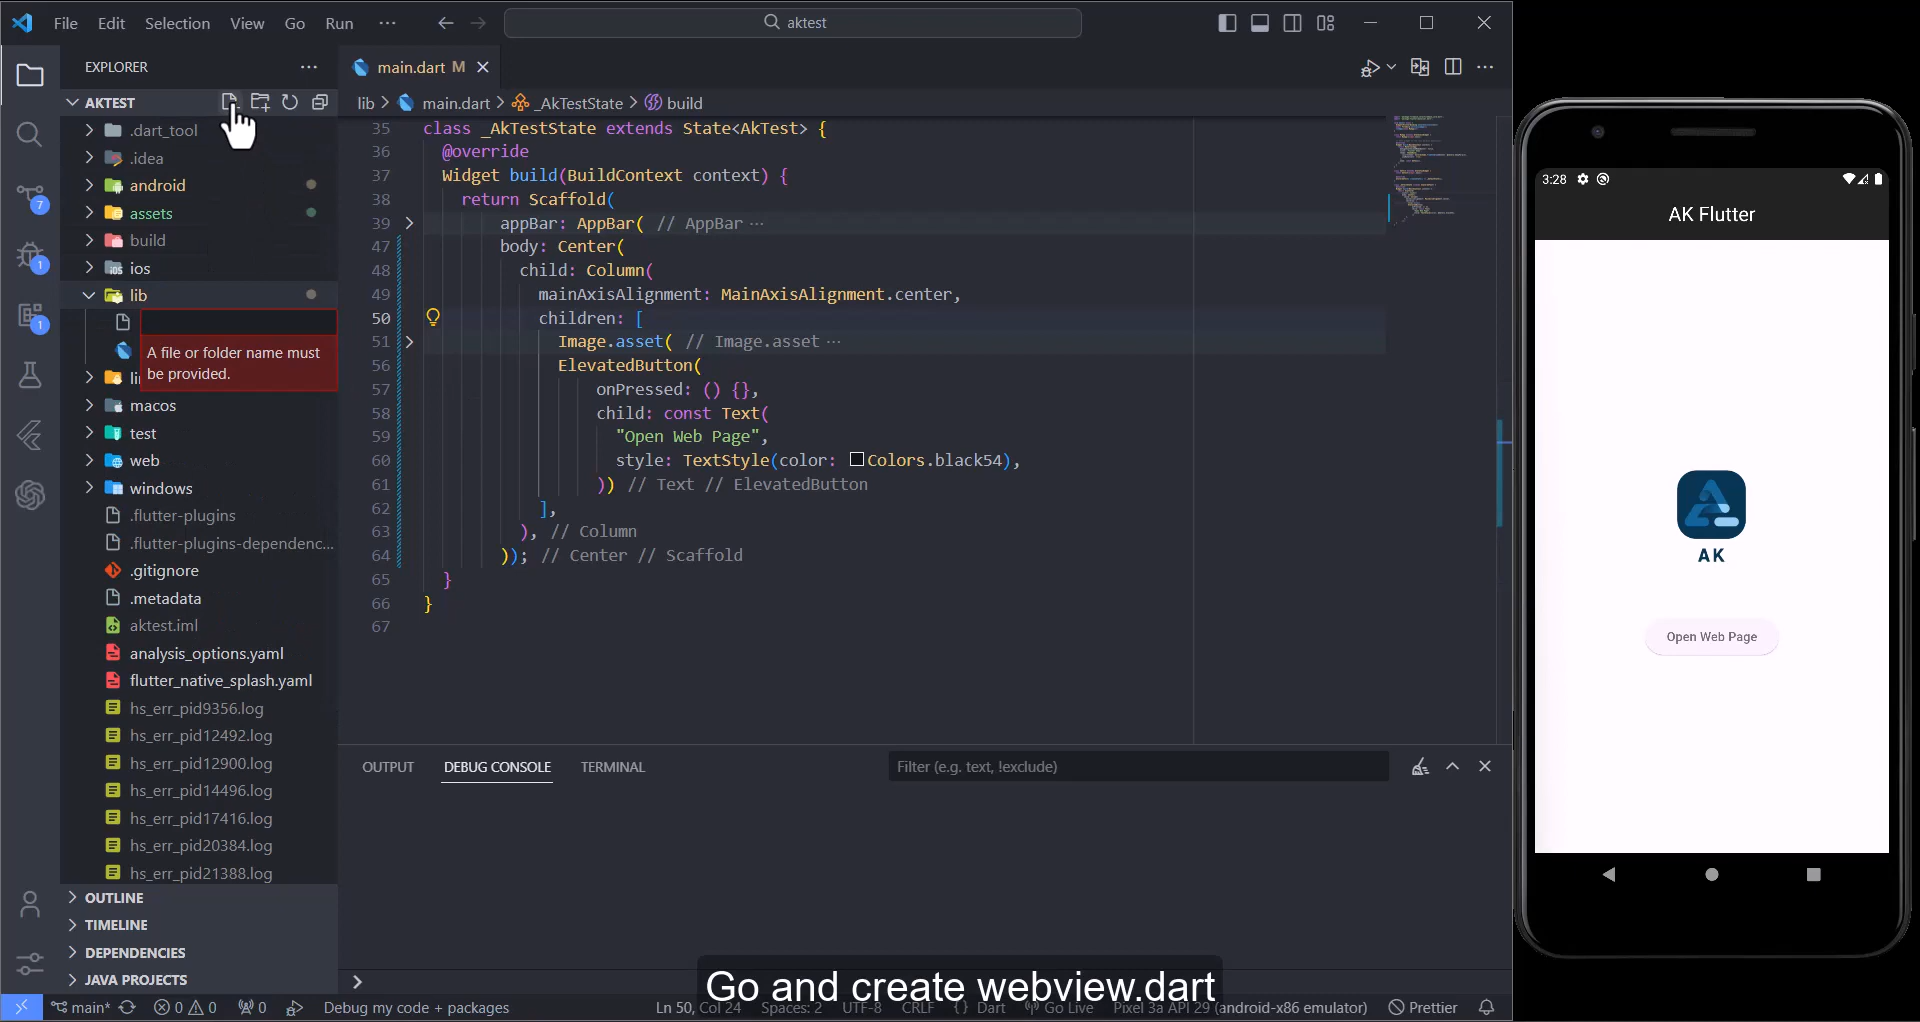 File Edit Selection View Go Run ···
aktest
EXPLORER
AKTEST
.dart_tool
.idea
android
assets
build
ios
lib
A file or folder name must
be provided.
macos
test
web
windows
.flutter-plugins
.flutter-plugins-dependenc...
.gitignore
.metadata
aktest.iml
analysis_options.yaml
flutter_native_splash.yaml
hs_err_pid9356.log
hs_err_pid12492.log
hs_err_pid12900.log
hs_err_pid14496.log
hs_err_pid17416.log
hs_err_pid20384.log
hs_err_pid21388.log
OUTLINE
TIMELINE
DEPENDENCIES
JAVA PROJECTS
7
1
1
main.dart M
lib > main.dart > _AkTestState > build
35 class _AkTestState extends State<AkTest> {
36 @override
37 Widget build(BuildContext context) {
38 return Scaffold(
39 appBar: AppBar( // AppBar ···
47 body: Center(
48 child: Column(
49 mainAxisAlignment: MainAxisAlignment.center,
50 children: [
51 Image.asset( // Image.asset ···
56 ElevatedButton(
57 onPressed: () {},
58 child: const Text(
59 "Open Web Page",
60 style: TextStyle(color: Colors.black54),
61 )) // Text // ElevatedButton
62 ],
63 ), // Column
64 )); // Center // Scaffold
65 }
66 }
67
OUTPUT DEBUG CONSOLE TERMINAL
Filter (e.g. text, !exclude)
Go and create webview.dart
main* 0 0 0 Debug my code + packages Ln 50, Col 24 Spaces: 2 UTF-8 CRLF {} Dart Go Live Pixel 3a API 29 (android-x86 emulator) Prettier
3:28
AK Flutter
AK
Open Web Page